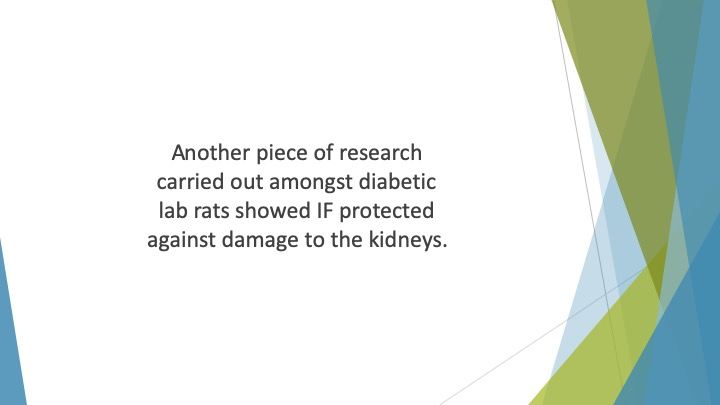 Another piece of research
carried out amongst diabetic
lab rats showed IF protected
against damage to the kidneys.